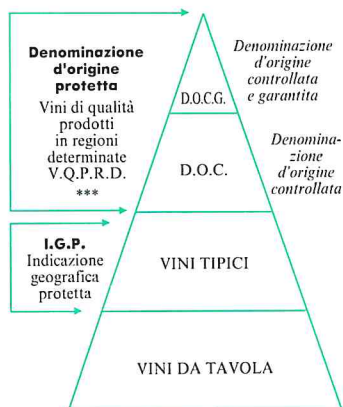 Denominazione
d'origine
protetta
Vini di qualità
prodotti
in regioni
determinate
V.Q.P.R.D.
***
I.G.P.
Indicazione
geografica
protetta
D.O.C.G.
D.O.C.
VINI TIPICI
VINI DA TAVOLA
Denominazione
d'origine
controllata
e garantita
Denomina-
zione
d'origine
controllata